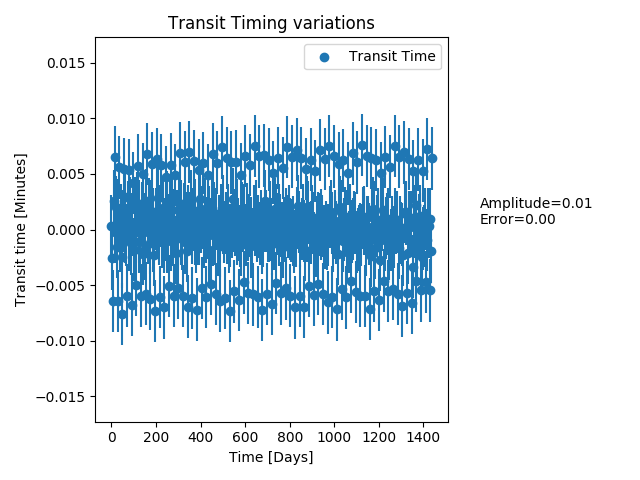 Transit Timing variations
Transit Time
0.015
0.010
0.005
0.000
−0.005
−0.010
−0.015
Transit time [Minutes]
0 200 400 600 800 1000 1200 1400
Time [Days]
Amplitude=0.01
Error=0.00